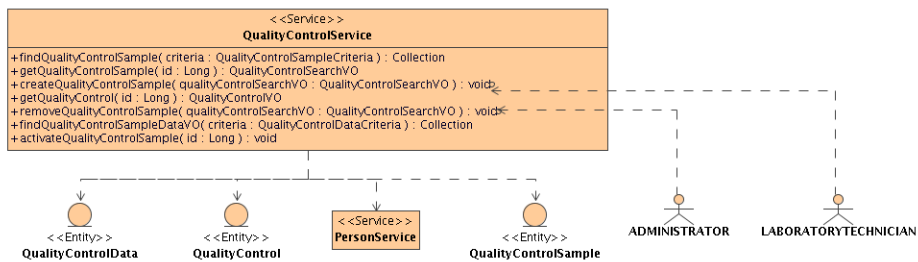 <<Service>>
QualityControlService
+findQualityControlSample( criteria : QualityControlSampleCriteria ) : Collection
+getQualityControlSample( id : Long ) : QualityControlSearchVO
+createQualityControlSample( qualityControlSearchVO : QualityControlSearchVO ) : void
+getQualityControl( id : Long ) : QualityControlVO
+removeQualityControlSample( qualityControlSearchVO : QualityControlSearchVO ) : void
+findQualityControlSampleDataVO( criteria : QualityControlDataCriteria ) : Collection
+activateQualityControlSample( id : Long ) : void
<<Entity>>
QualityControlData
<<Entity>>
QualityControl
<<Service>>
PersonService
<<Entity>>
QualityControlSample
ADMINISTRATOR
LABORATORYTECHNICIAN